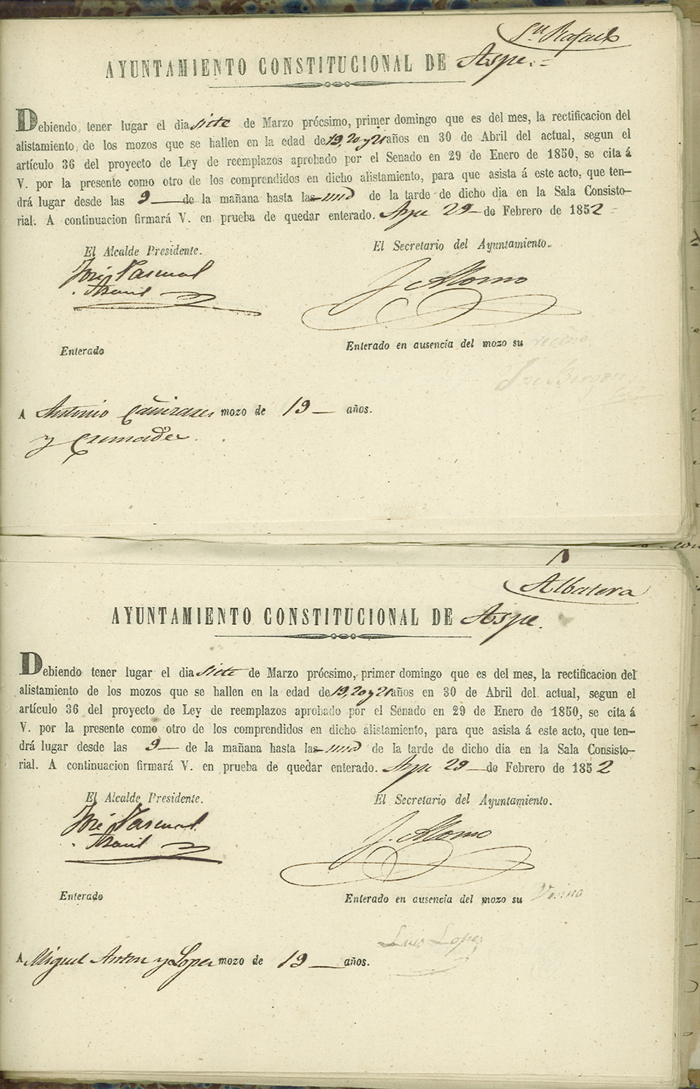 Sn Rafael
AYUNTAMIENTO CONSTITUCIONAL DE Aspe.=
Debiendo tener lugar el dia siete de Marzo prócsimo, primer domingo que es del mes, la rectificacion del
alistamiento de los mozos que se hallen en la edad de 19, 20 y 21 años en 30 de Abril del actual, segun el
artículo 36 del proyecto de Ley de reemplazos aprobado por el Senado en 29 de Enero de 1850, se cita á
V. por la presente como otro de los comprendidos en dicho alistamiento, para que asista á este acto, que ten-
drá lugar desde las 9 — de la mañana hasta las una de la tarde de dicho dia en la Sala Consisto-
rial. A continuacion firmará V. en prueba de quedar enterado. Aspe 29 — de Febrero de 1852 =
El Alcalde Presidente.
El Secretario del Ayuntamiento.
José Pascual
J. Alonso
Enterado
Enterado en ausencia del mozo su vecino
A Antonio Cañizares mozo de 19 — años.
y Cremades
Albatera
AYUNTAMIENTO CONSTITUCIONAL DE Aspe.
Debiendo tener lugar el dia siete de Marzo prócsimo, primer domingo que es del mes, la rectificacion del
alistamiento de los mozos que se hallen en la edad de 19, 20 y 21 años en 30 de Abril del actual, segun el
artículo 36 del proyecto de Ley de reemplazos aprobado por el Senado en 29 de Enero de 1850, se cita á
V. por la presente como otro de los comprendidos en dicho alistamiento, para que asista á este acto, que ten-
drá lugar desde las 9 — de la mañana hasta las una de la tarde de dicho dia en la Sala Consisto-
rial. A continuacion firmará V. en prueba de quedar enterado. Aspe 29 — de Febrero de 1852
El Alcalde Presidente.
El Secretario del Ayuntamiento.
José Pascual
J. Alonso
Enterado
Enterado en ausencia del mozo su Vesino
Luis Lopez
A Miguel Anton y Lopez mozo de 19 — años.